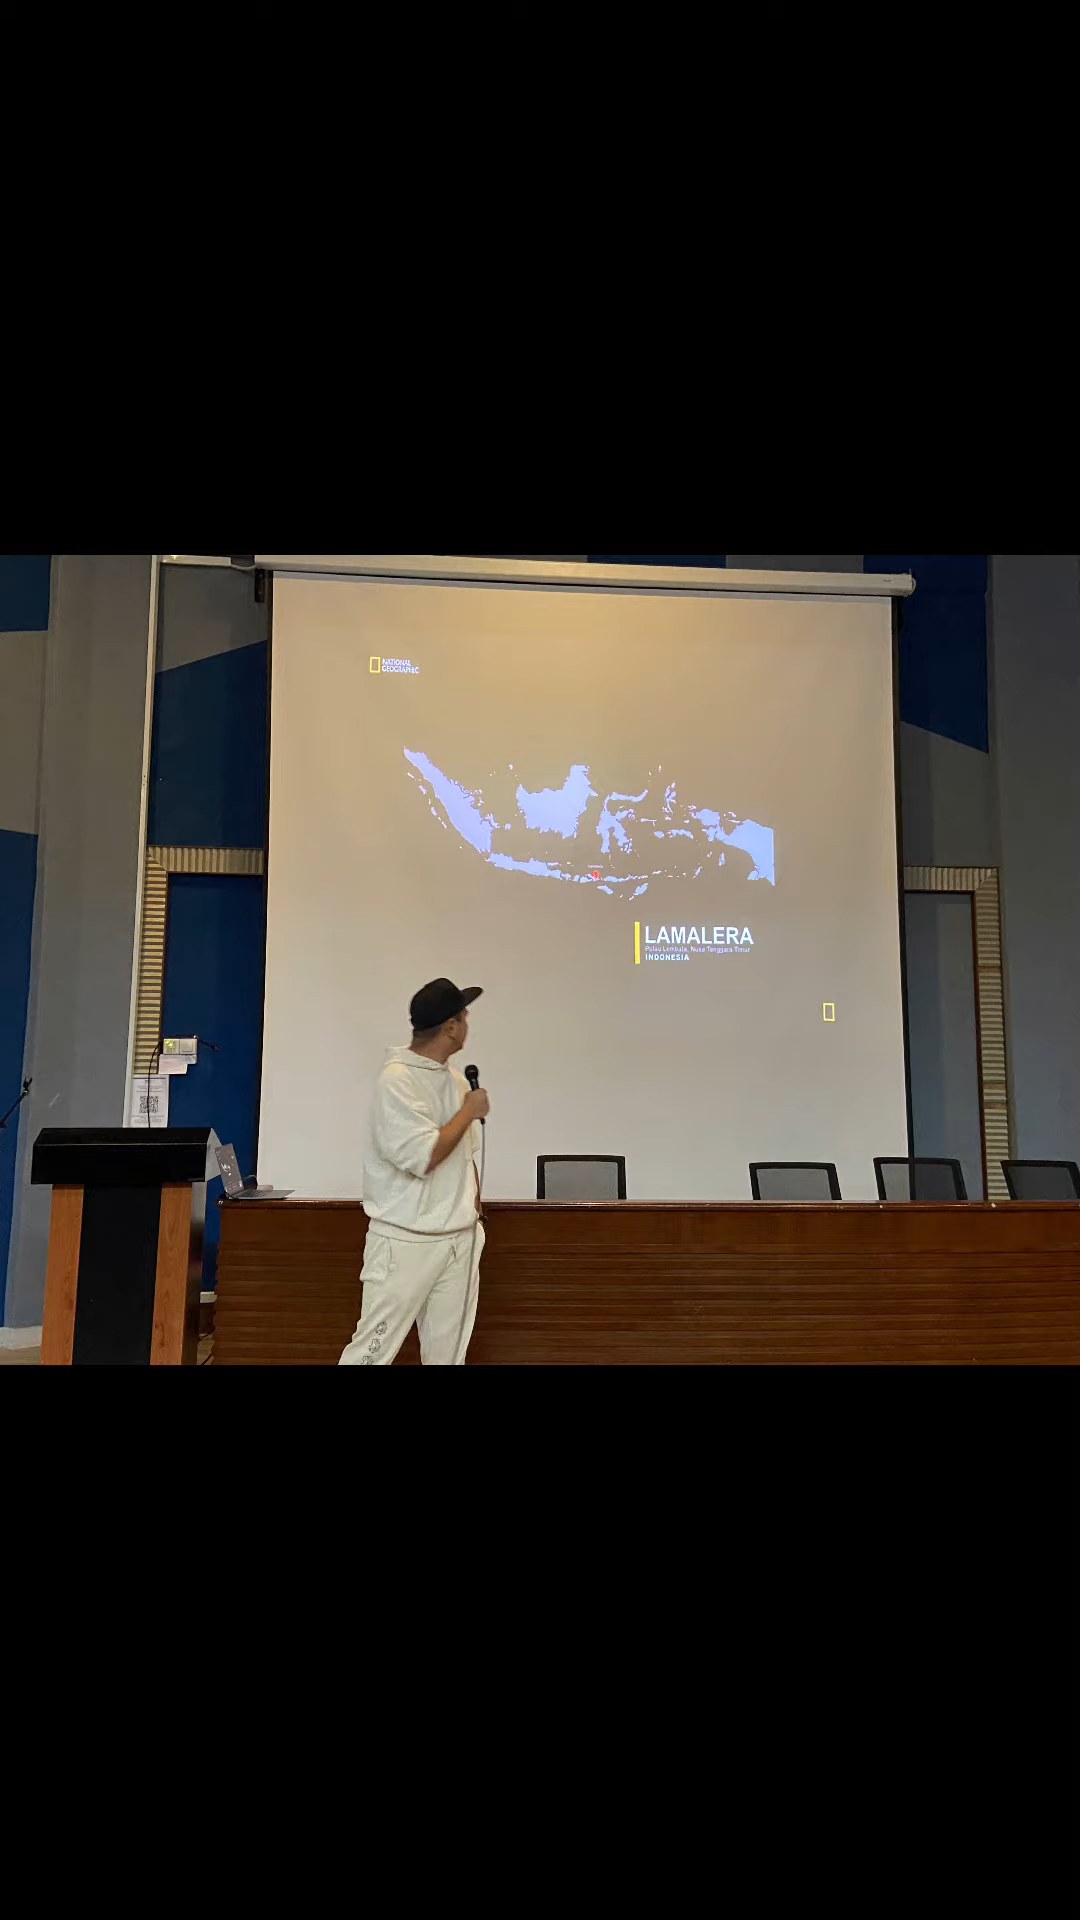 NATIONAL
GEOGRAPHIC
LAMALERA
Pulau Lembata, Nusa Tenggara Timur
INDONESIA